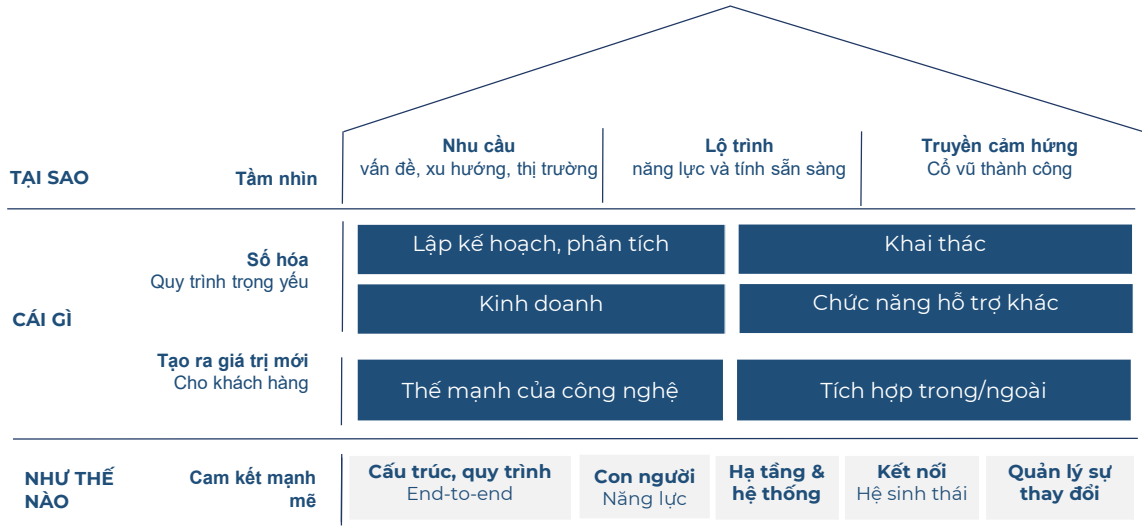 Nhu cầu
vấn đề, xu hướng, thị trường
Lộ trình
năng lực và tính sẵn sàng
Truyền cảm hứng
Cổ vũ thành công
TẠI SAO
Tầm nhìn
Số hóa
Quy trình trọng yếu
Lập kế hoạch, phân tích
Khai thác
Kinh doanh
Chức năng hỗ trợ khác
CÁI GÌ
Tạo ra giá trị mới
Cho khách hàng
Thế mạnh của công nghệ
Tích hợp trong/ngoài
NHƯ THẾ
NÀO
Cam kết mạnh
mẽ
Cấu trúc, quy trình
End-to-end
Con người
Năng lực
Hạ tầng &
hệ thống
Kết nối
Hệ sinh thái
Quản lý sự
thay đổi